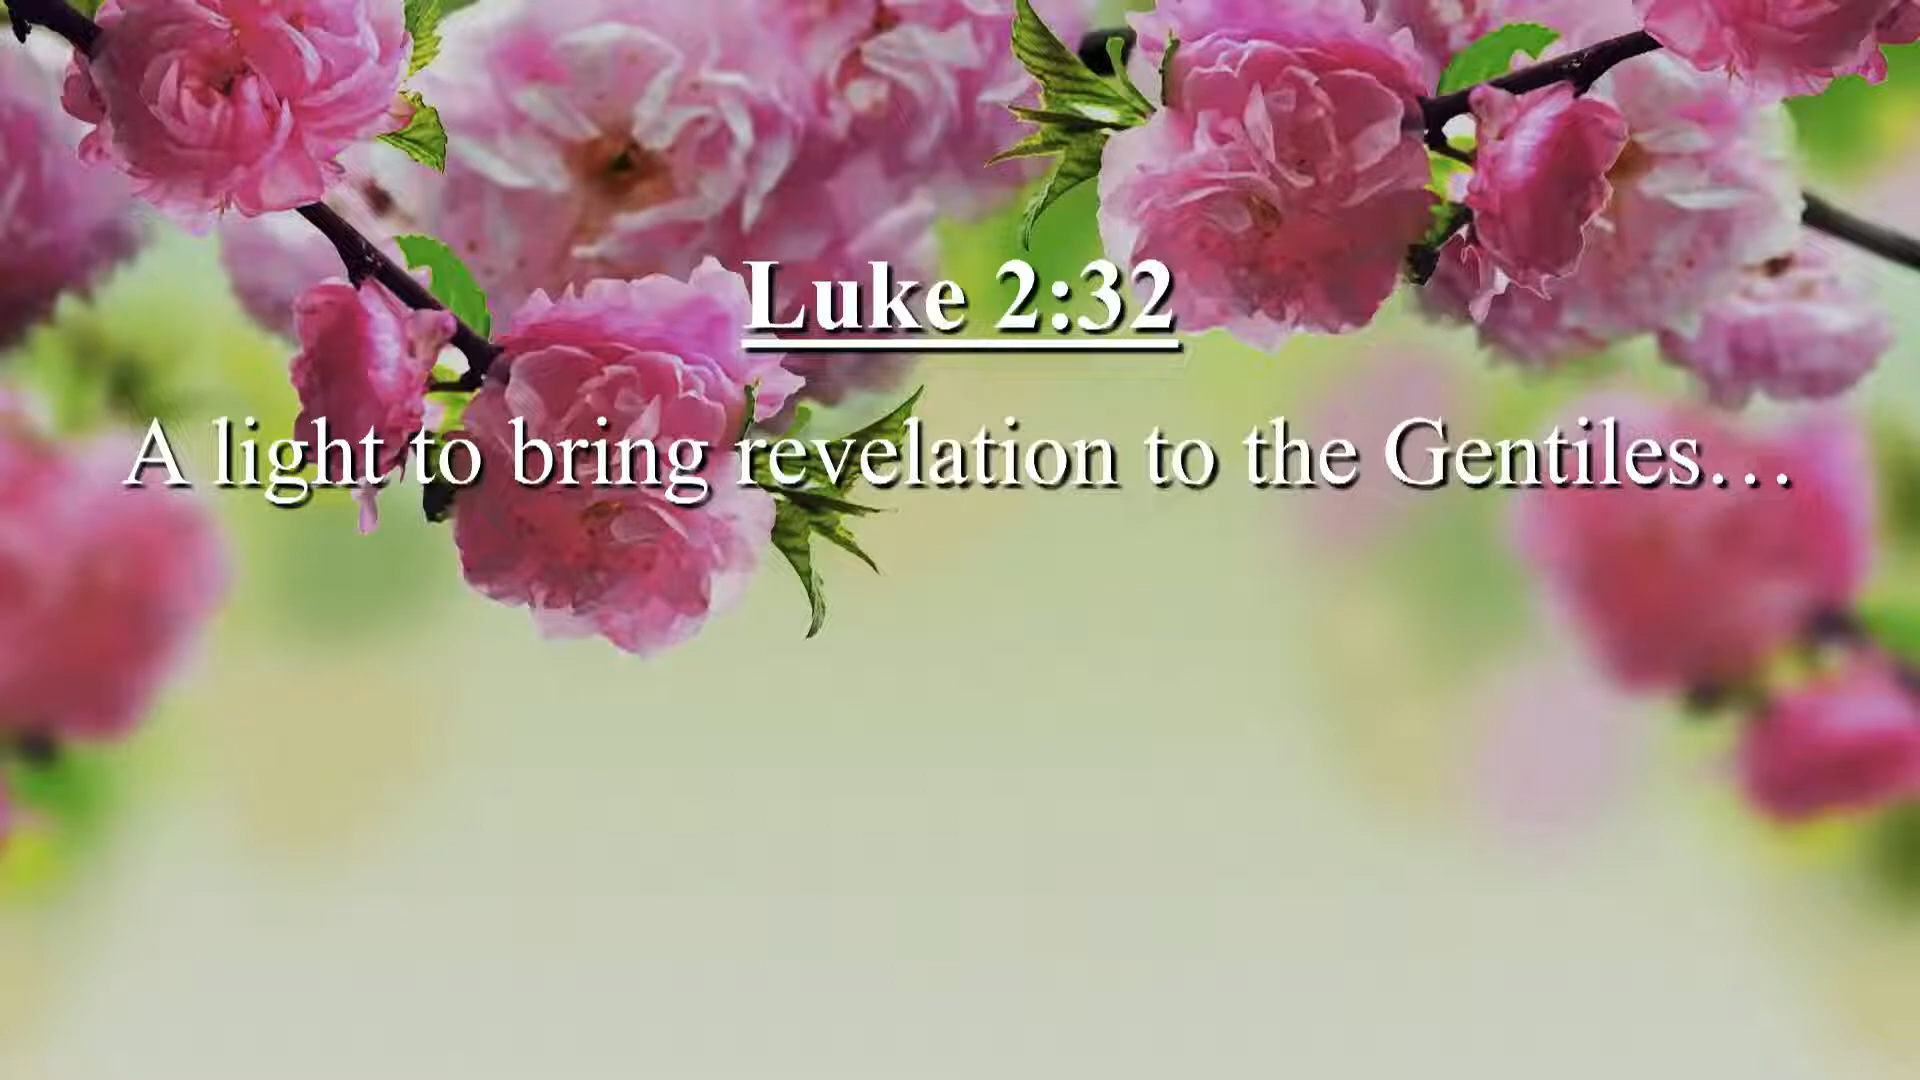 Luke 2:32
A light to bring revelation to the Gentiles…